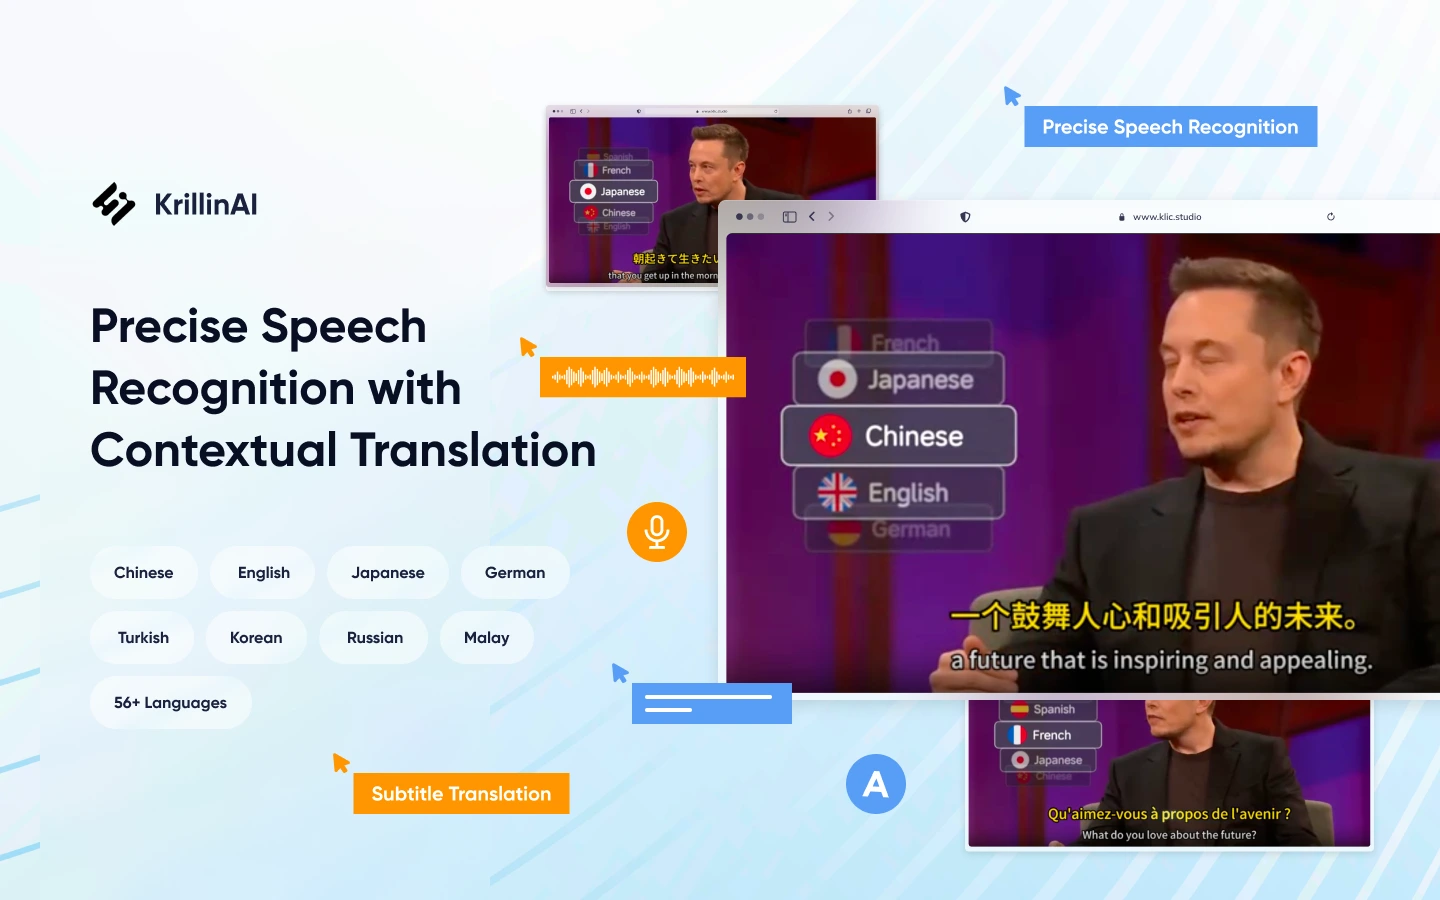 KrillinAI
Precise Speech
Recognition with
Contextual Translation
Chinese
English
Japanese
German
Turkish
Korean
Russian
Malay
56+ Languages
Subtitle Translation
Spanish
French
Japanese
Chinese
English
朝起きて生きたい
that you get up in the morn
Precise Speech Recognition
www.klic.studio
French
Japanese
Chinese
English
German
一个鼓舞人心和吸引人的未来。
a future that is inspiring and appealing.
A
Spanish
French
Japanese
Chinese
Qu'aimez-vous à propos de l'avenir ?
What do you love about the future?